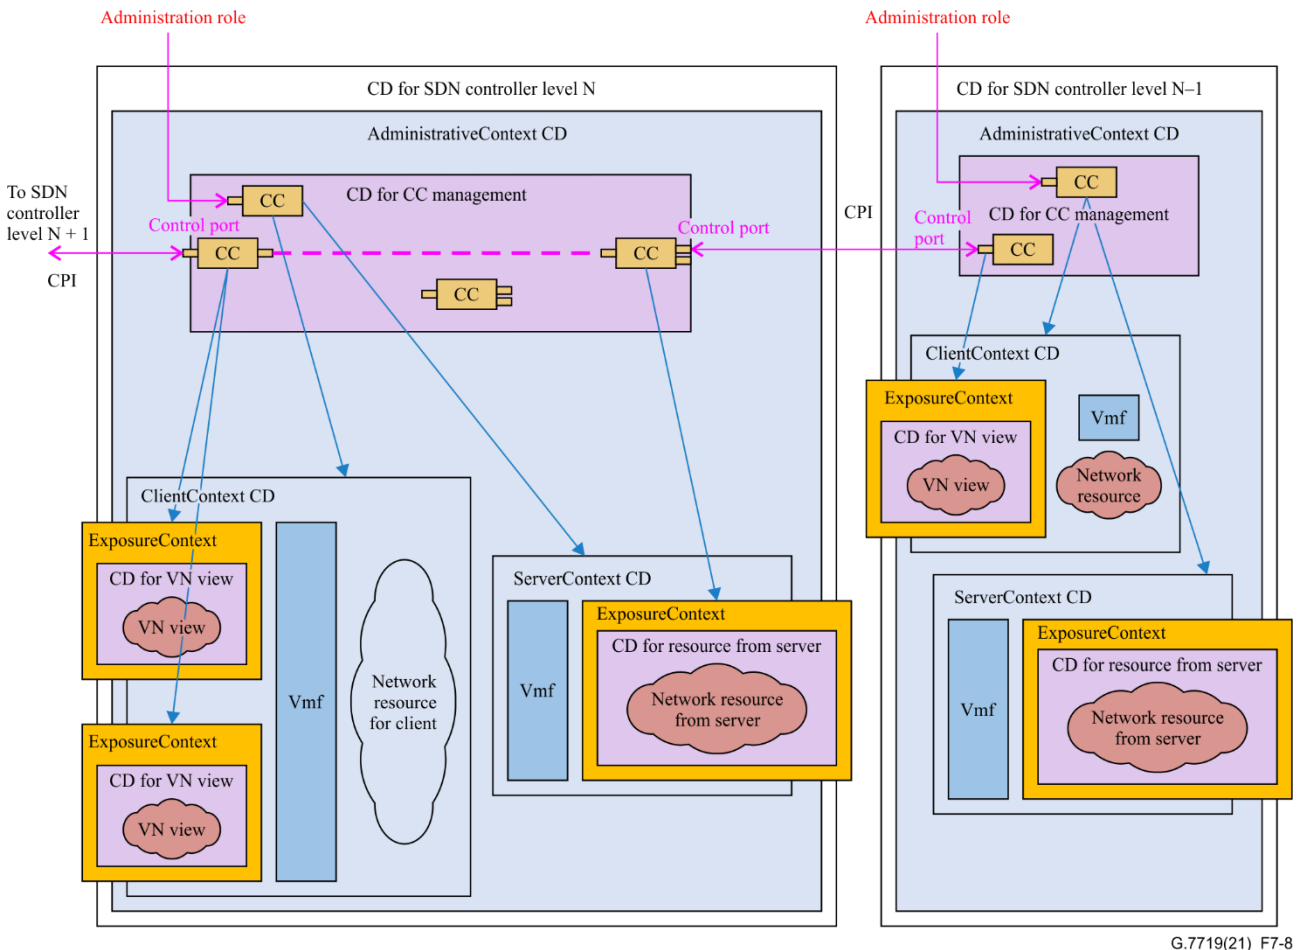 Administration role
Administration role
CD for SDN controller level N
CD for SDN controller level N–1
AdministrativeContext CD
AdministrativeContext CD
To SDN
controller
level N + 1
CPI
CC
CD for CC management
Control port
CC
CC
CC
Control port
CPI
CC
CD for CC management
Control
port
CC
ClientContext CD
ExposureContext
CD for VN view
VN view
ExposureContext
CD for VN view
VN view
Vmf
Network
resource
for client
ServerContext CD
Vmf
ExposureContext
CD for resource from server
Network resource
from server
ClientContext CD
ExposureContext
CD for VN view
VN view
Vmf
Network
resource
ServerContext CD
Vmf
ExposureContext
CD for resource from server
Network resource
from server
G.7719(21)_F7-8